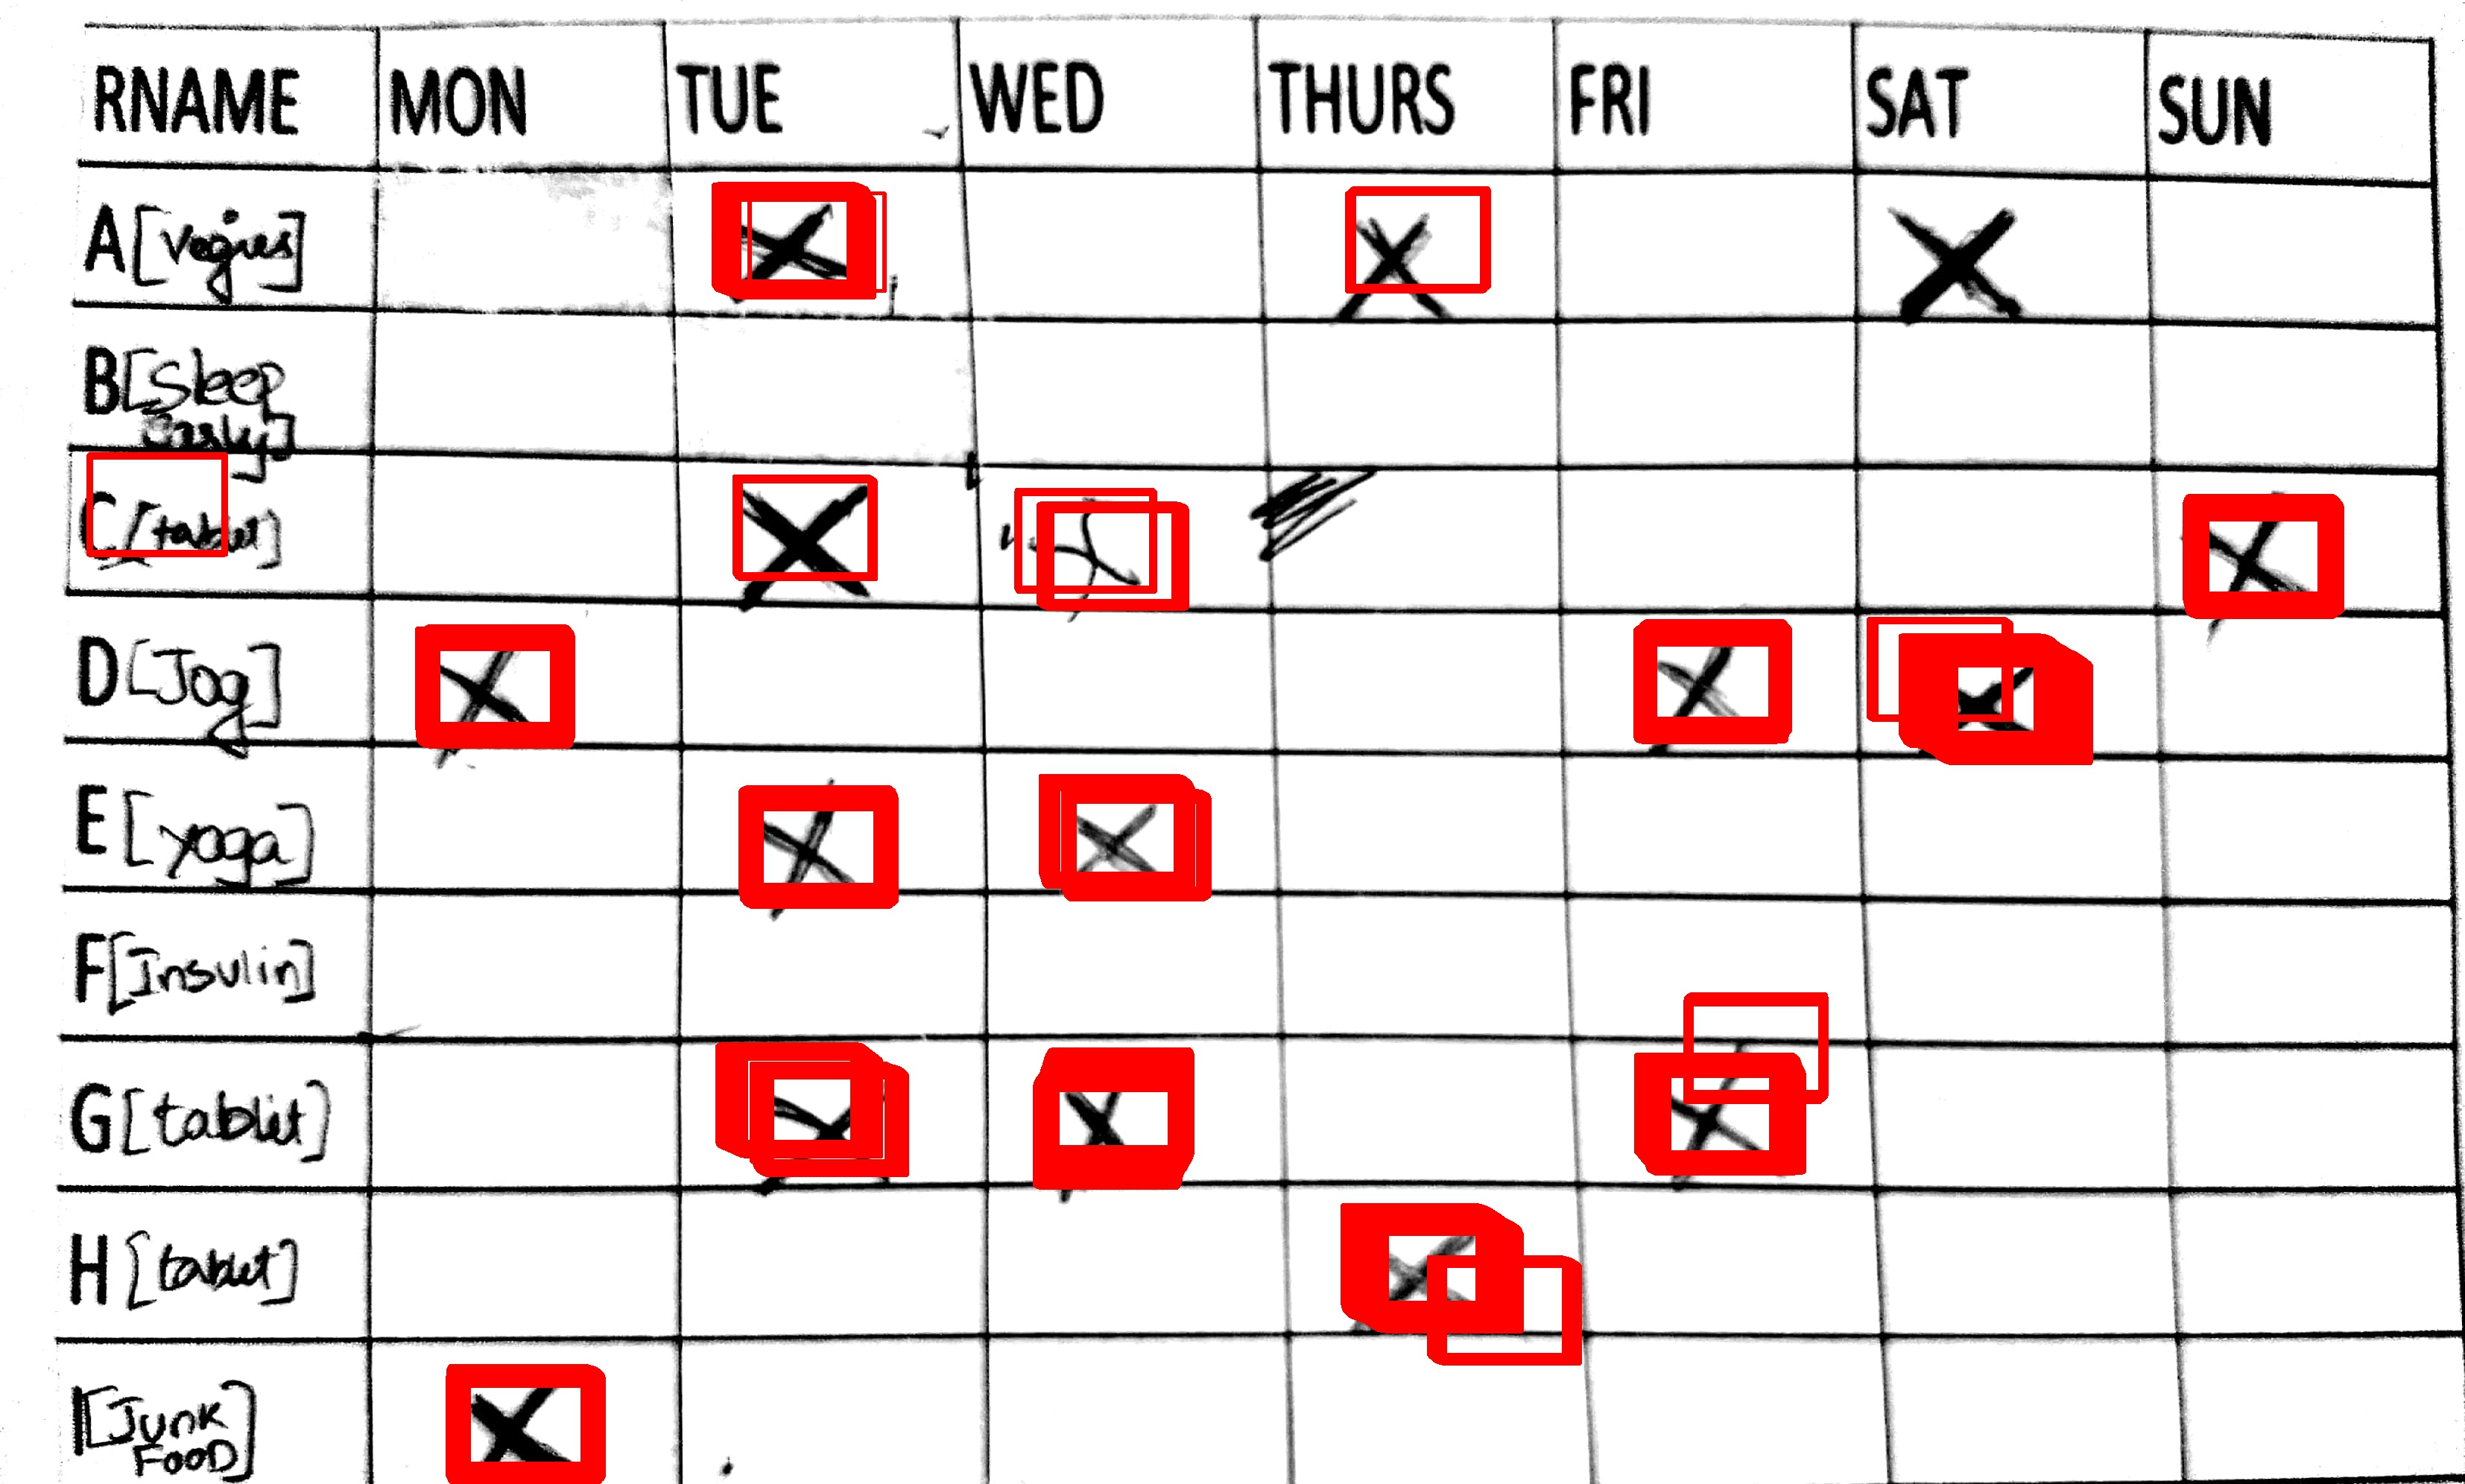 RNAME MON TUE WED THURS FRI SAT SUN
A[vegies] X X X
B[Sleep
Early]
C[tablet] X X X
D[Jog] X X X
E[yoga] X X
F[Insulin]
G[tablet] X X X
H[tablet] X
I[Junk X
FOOD]